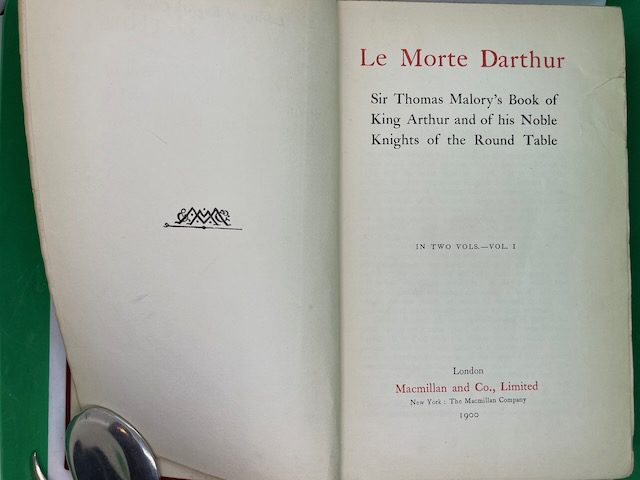 Le Morte Darthur
Sir Thomas Malory's Book of
King Arthur and of his Noble
Knights of the Round Table
IN TWO VOLS.—VOL. I
London
Macmillan and Co., Limited
New York : The Macmillan Company
1900